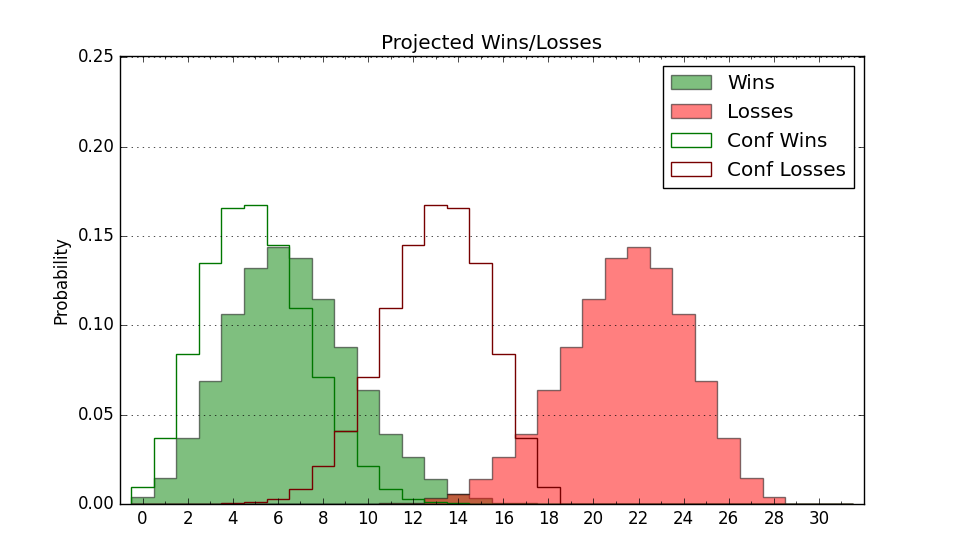 Projected Wins/Losses
0.25
0.20
0.15
0.10
0.05
0.00
Probability
Wins
Losses
Conf Wins
Conf Losses
0 2 4 6 8 10 12 14 16 18 20 22 24 26 28 30